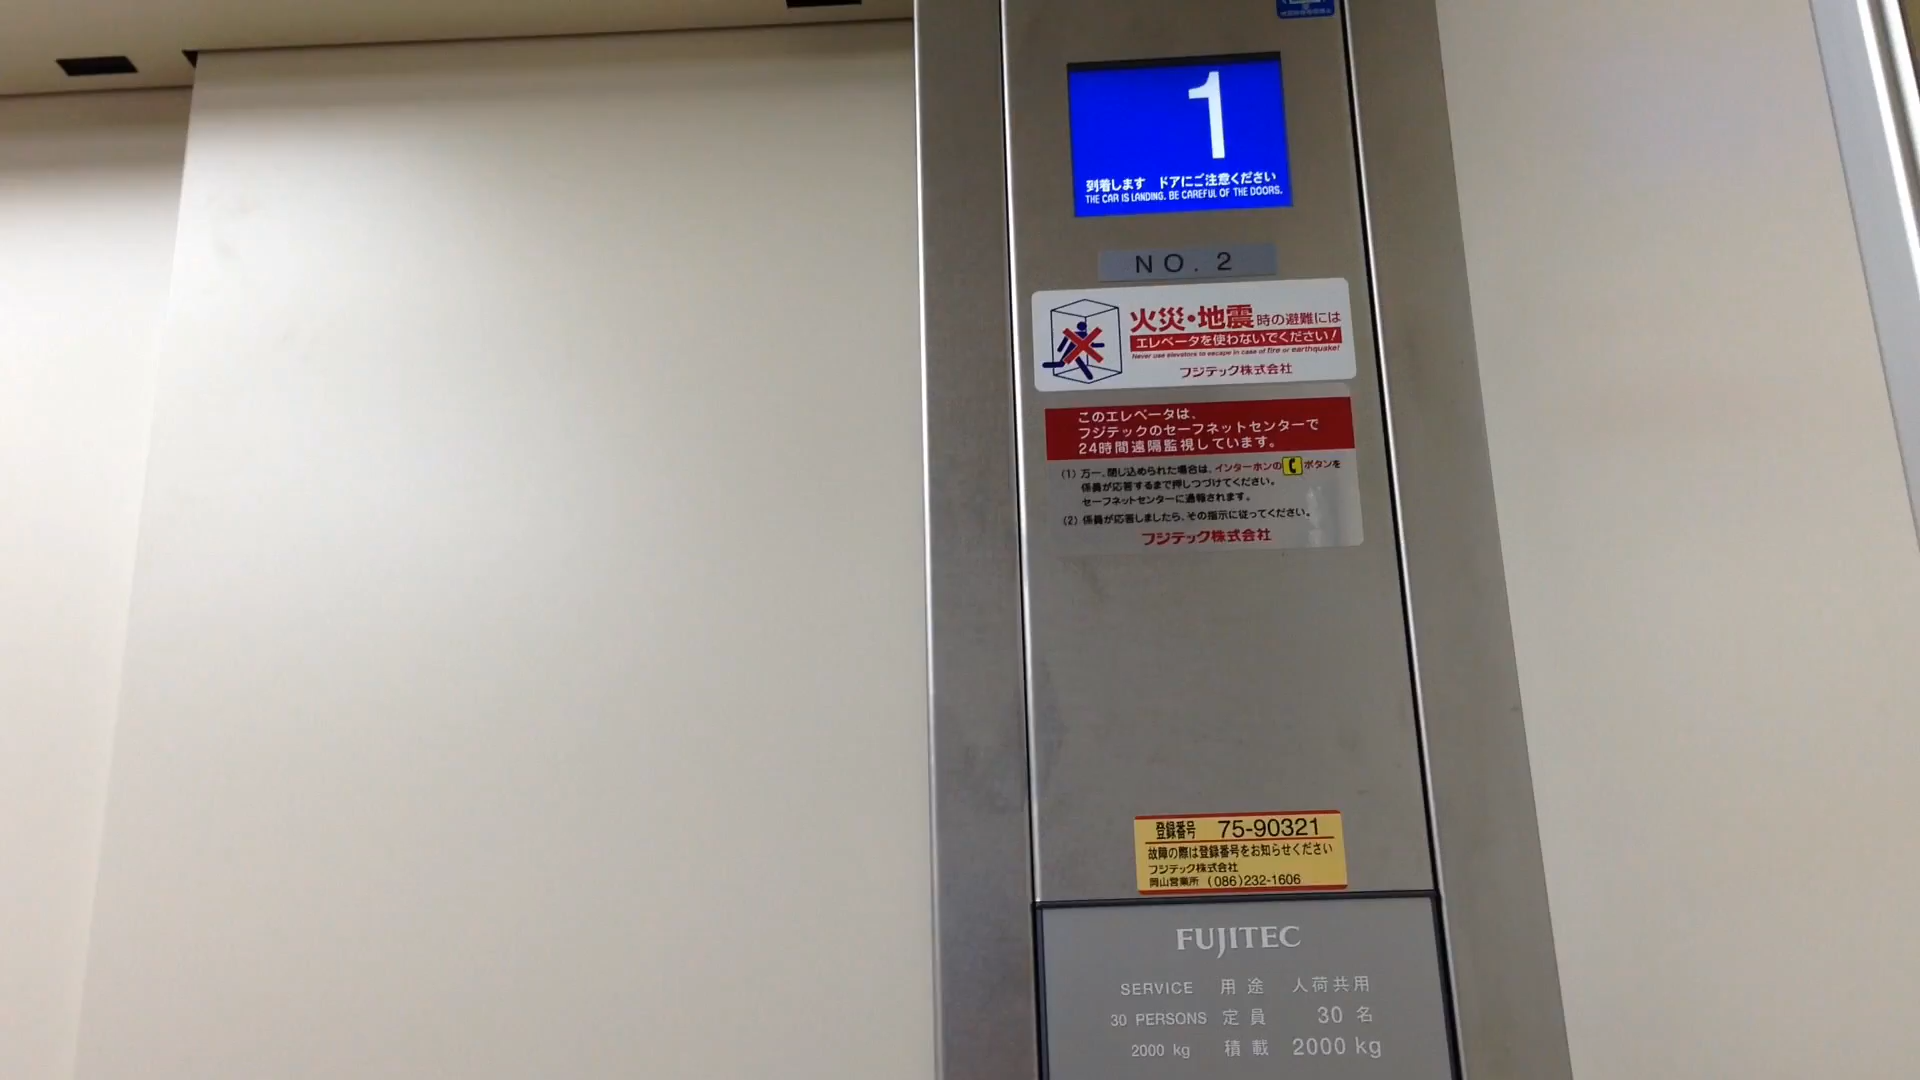 1
到着します ドアにご注意ください
THE CAR IS LANDING. BE CAREFUL OF THE DOORS.
NO. 2
火災・地震時の避難には
エレベータを使わないでください!
Never use elevators to escape in case of fire or earthquake!
フジテック株式会社
このエレベータは、
フジテックのセーフネットセンターで
24時間遠隔監視しています。
(1) 万一、閉じ込められた場合は、インターホンの ボタンを
係員が応答するまで押しつづけてください。
セーフネットセンターに通報されます。
(2) 係員が応答しましたら、その指示に従ってください。
フジテック株式会社
登録番号 75-90321
故障の際は登録番号をお知らせください
フジテック株式会社
岡山営業所 (086)232-1606
FUJITEC
SERVICE 用途 人荷共用
30 PERSONS 定員 30 名
2000 kg 積載 2000 kg